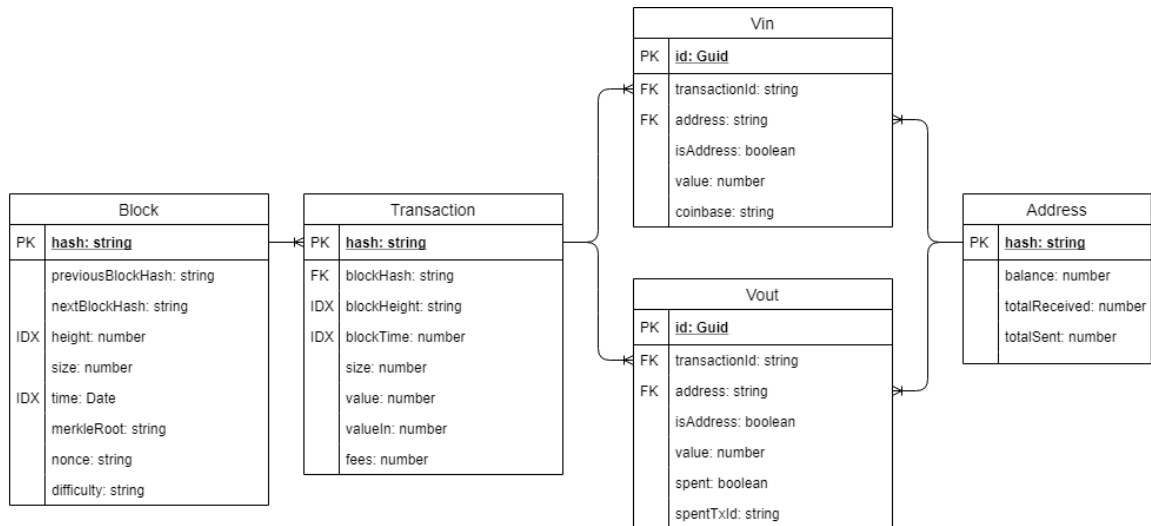 Block
PK hash: string
previousBlockHash: string
nextBlockHash: string
IDX height: number
size: number
IDX time: Date
merkleRoot: string
nonce: string
difficulty: string
Transaction
PK hash: string
FK blockHash: string
IDX blockHeight: string
IDX blockTime: number
size: number
value: number
valueIn: number
fees: number
Vin
PK id: Guid
FK transactionId: string
FK address: string
isAddress: boolean
value: number
coinbase: string
Vout
PK id: Guid
FK transactionId: string
FK address: string
isAddress: boolean
value: number
spent: boolean
spentTxId: string
Address
PK hash: string
balance: number
totalReceived: number
totalSent: number